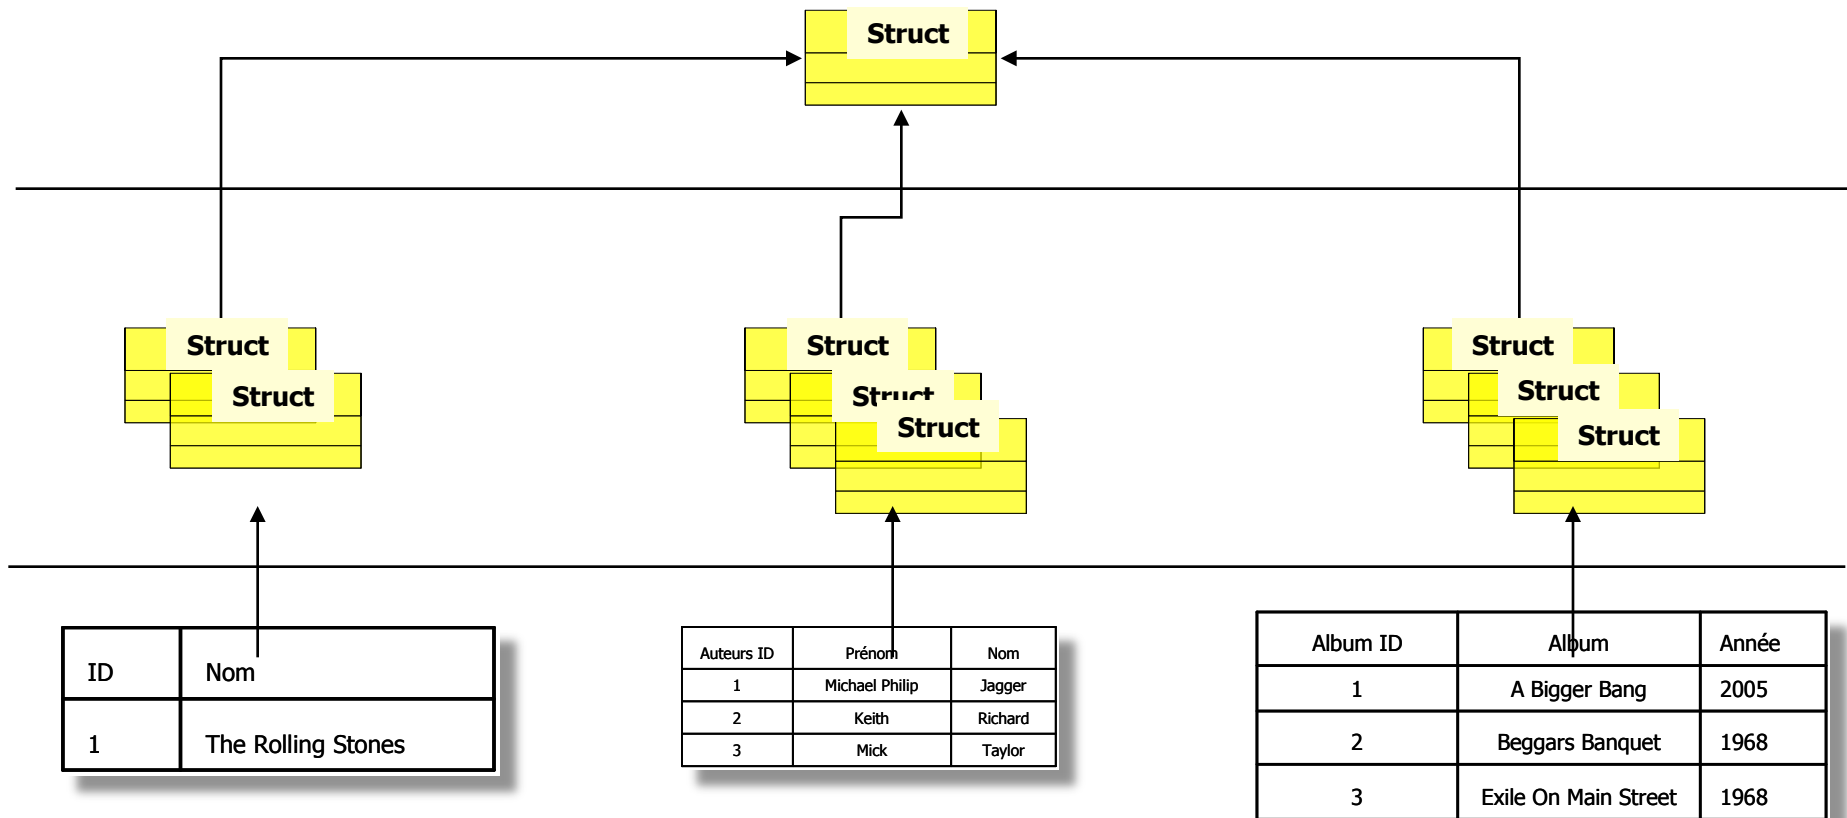 Struct
Struct
Struct
Struct
Struct
Struct
Struct
Struct
Struct
ID Nom
1 The Rolling Stones
Auteurs ID Prénom Nom
1 Michael Philip Jagger
2 Keith Richard
3 Mick Taylor
Album ID Album Année
1 A Bigger Bang 2005
2 Beggars Banquet 1968
3 Exile On Main Street 1968